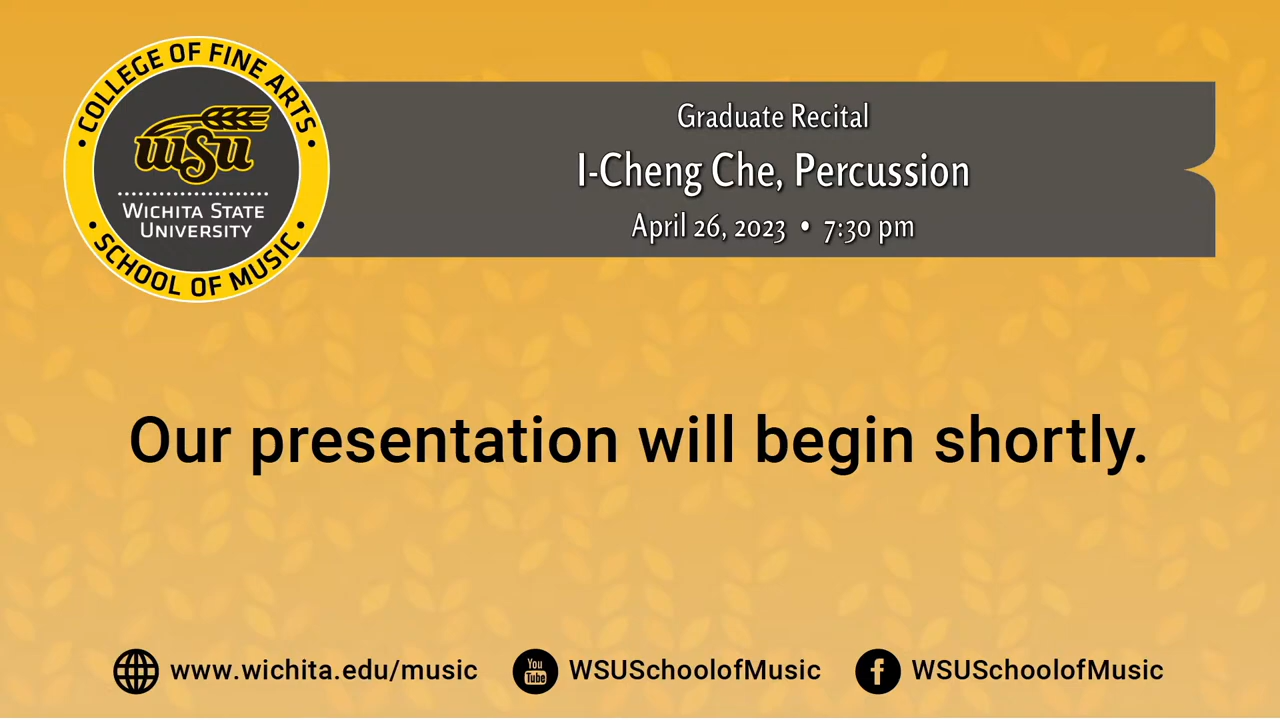 COLLEGE OF FINE ARTS
WSU
WICHITA STATE
UNIVERSITY
SCHOOL OF MUSIC
Graduate Recital
I-Cheng Che, Percussion
April 26, 2023 • 7:30 pm
Our presentation will begin shortly.
www.wichita.edu/music
You
Tube
WSUSchoolofMusic
f
WSUSchoolofMusic